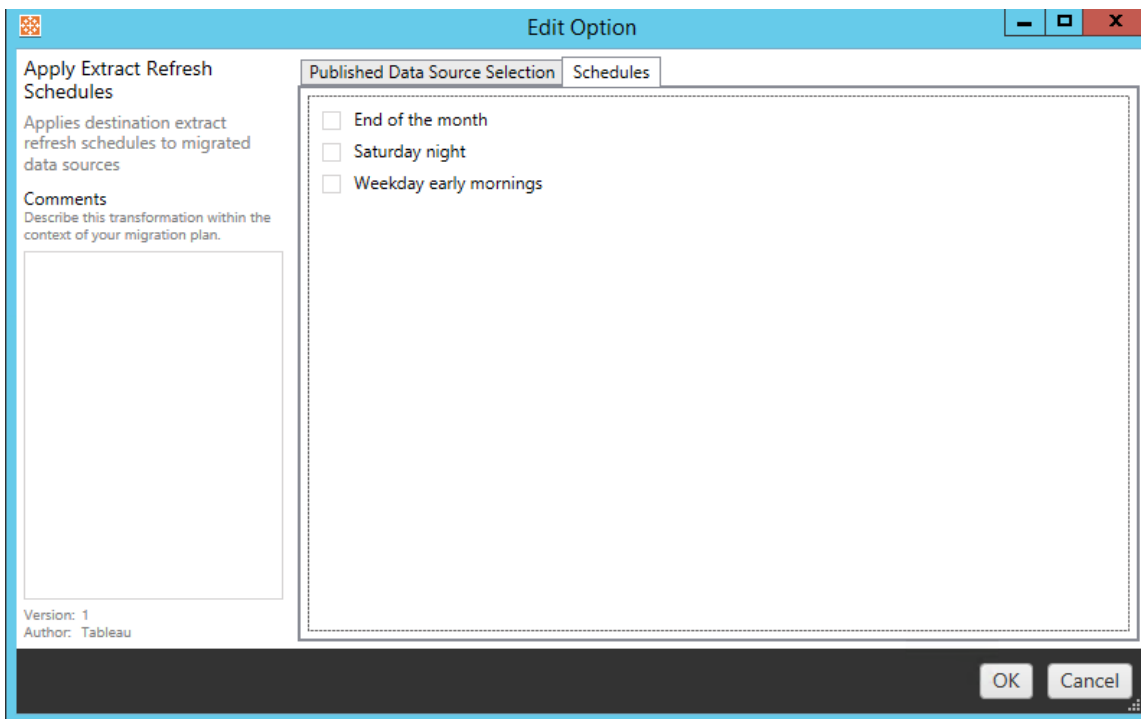 Edit Option
Apply Extract Refresh
Schedules
Applies destination extract
refresh schedules to migrated
data sources
Comments
Describe this transformation within the
context of your migration plan.
Version: 1
Author: Tableau
Published Data Source Selection
Schedules
End of the month
Saturday night
Weekday early mornings
OK
Cancel